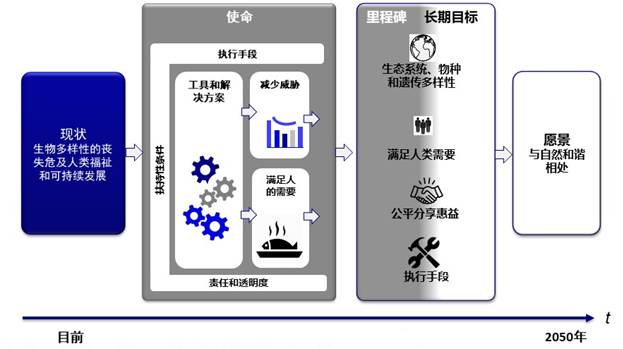 使命
里程碑 长期目标
执行手段
工具和解
决方案
减少威胁
生态系统、物种
和遗传多样性
现状
生物多样性的丧
失危及人类福祉
和可持续发展
扶持性条件
满足人
的需要
满足人类需要
愿景
与自然和谐
相处
公平分享惠益
执行手段
责任和透明度
t
目前
2050年